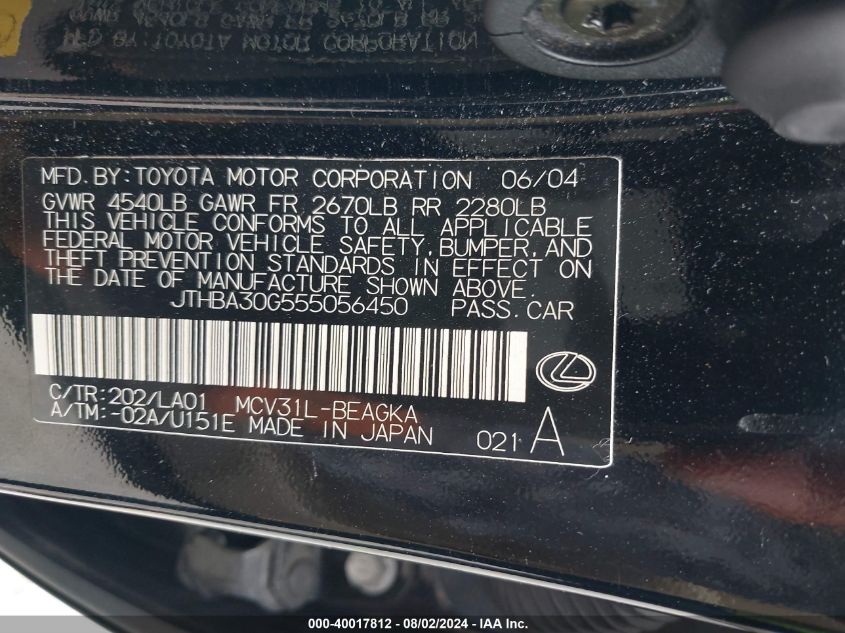 MFD. BY: TOYOTA MOTOR CORPORATION 06/04
GVWR 4540LB GAWR FR 2670LB RR 2280LB
THIS VEHICLE CONFORMS TO ALL APPLICABLE
FEDERAL MOTOR VEHICLE SAFETY, BUMPER, AND
THEFT PREVENTION STANDARDS IN EFFECT ON
THE DATE OF MANUFACTURE SHOWN ABOVE.
JTHBA30G555056450 PASS. CAR
C/TR: 202/LA01 MCV31L-BEAGKA
A/TM: -02A/U151E MADE IN JAPAN 021 A
000-40017812 - 08/02/2024 - IAAI.COM.